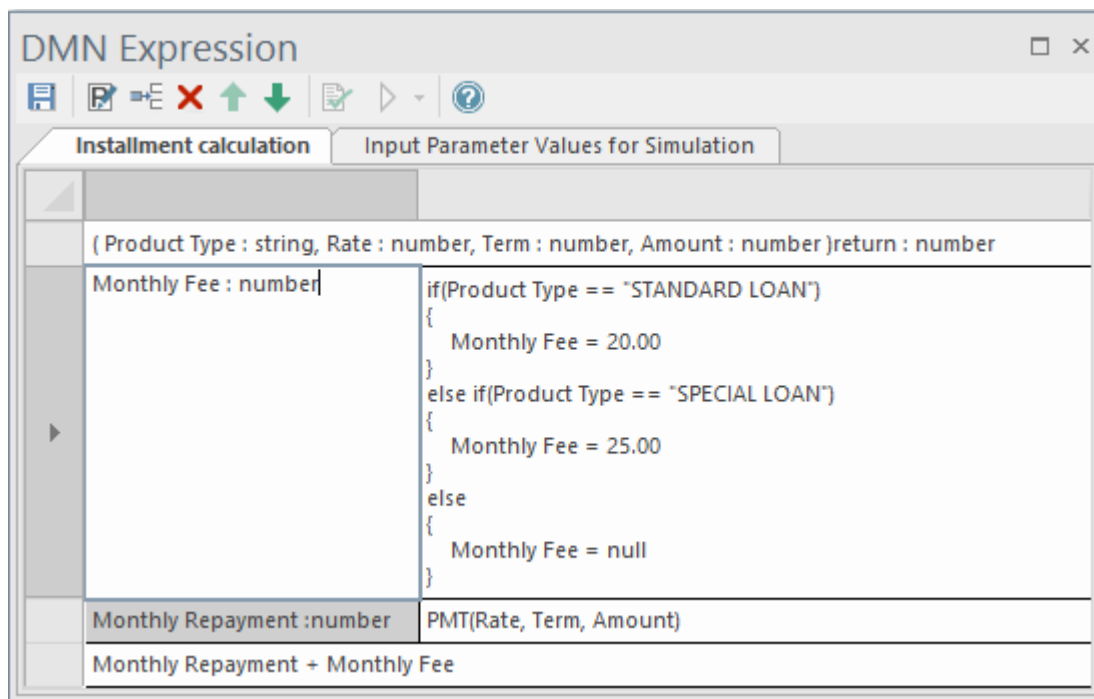 DMN Expression
Installment calculation
Input Parameter Values for Simulation
( Product Type : string, Rate : number, Term : number, Amount : number )return : number
Monthly Fee : number
if(Product Type == "STANDARD LOAN")
{
Monthly Fee = 20.00
}
else if(Product Type == "SPECIAL LOAN")
{
Monthly Fee = 25.00
}
else
{
Monthly Fee = null
}
Monthly Repayment :number
PMT(Rate, Term, Amount)
Monthly Repayment + Monthly Fee